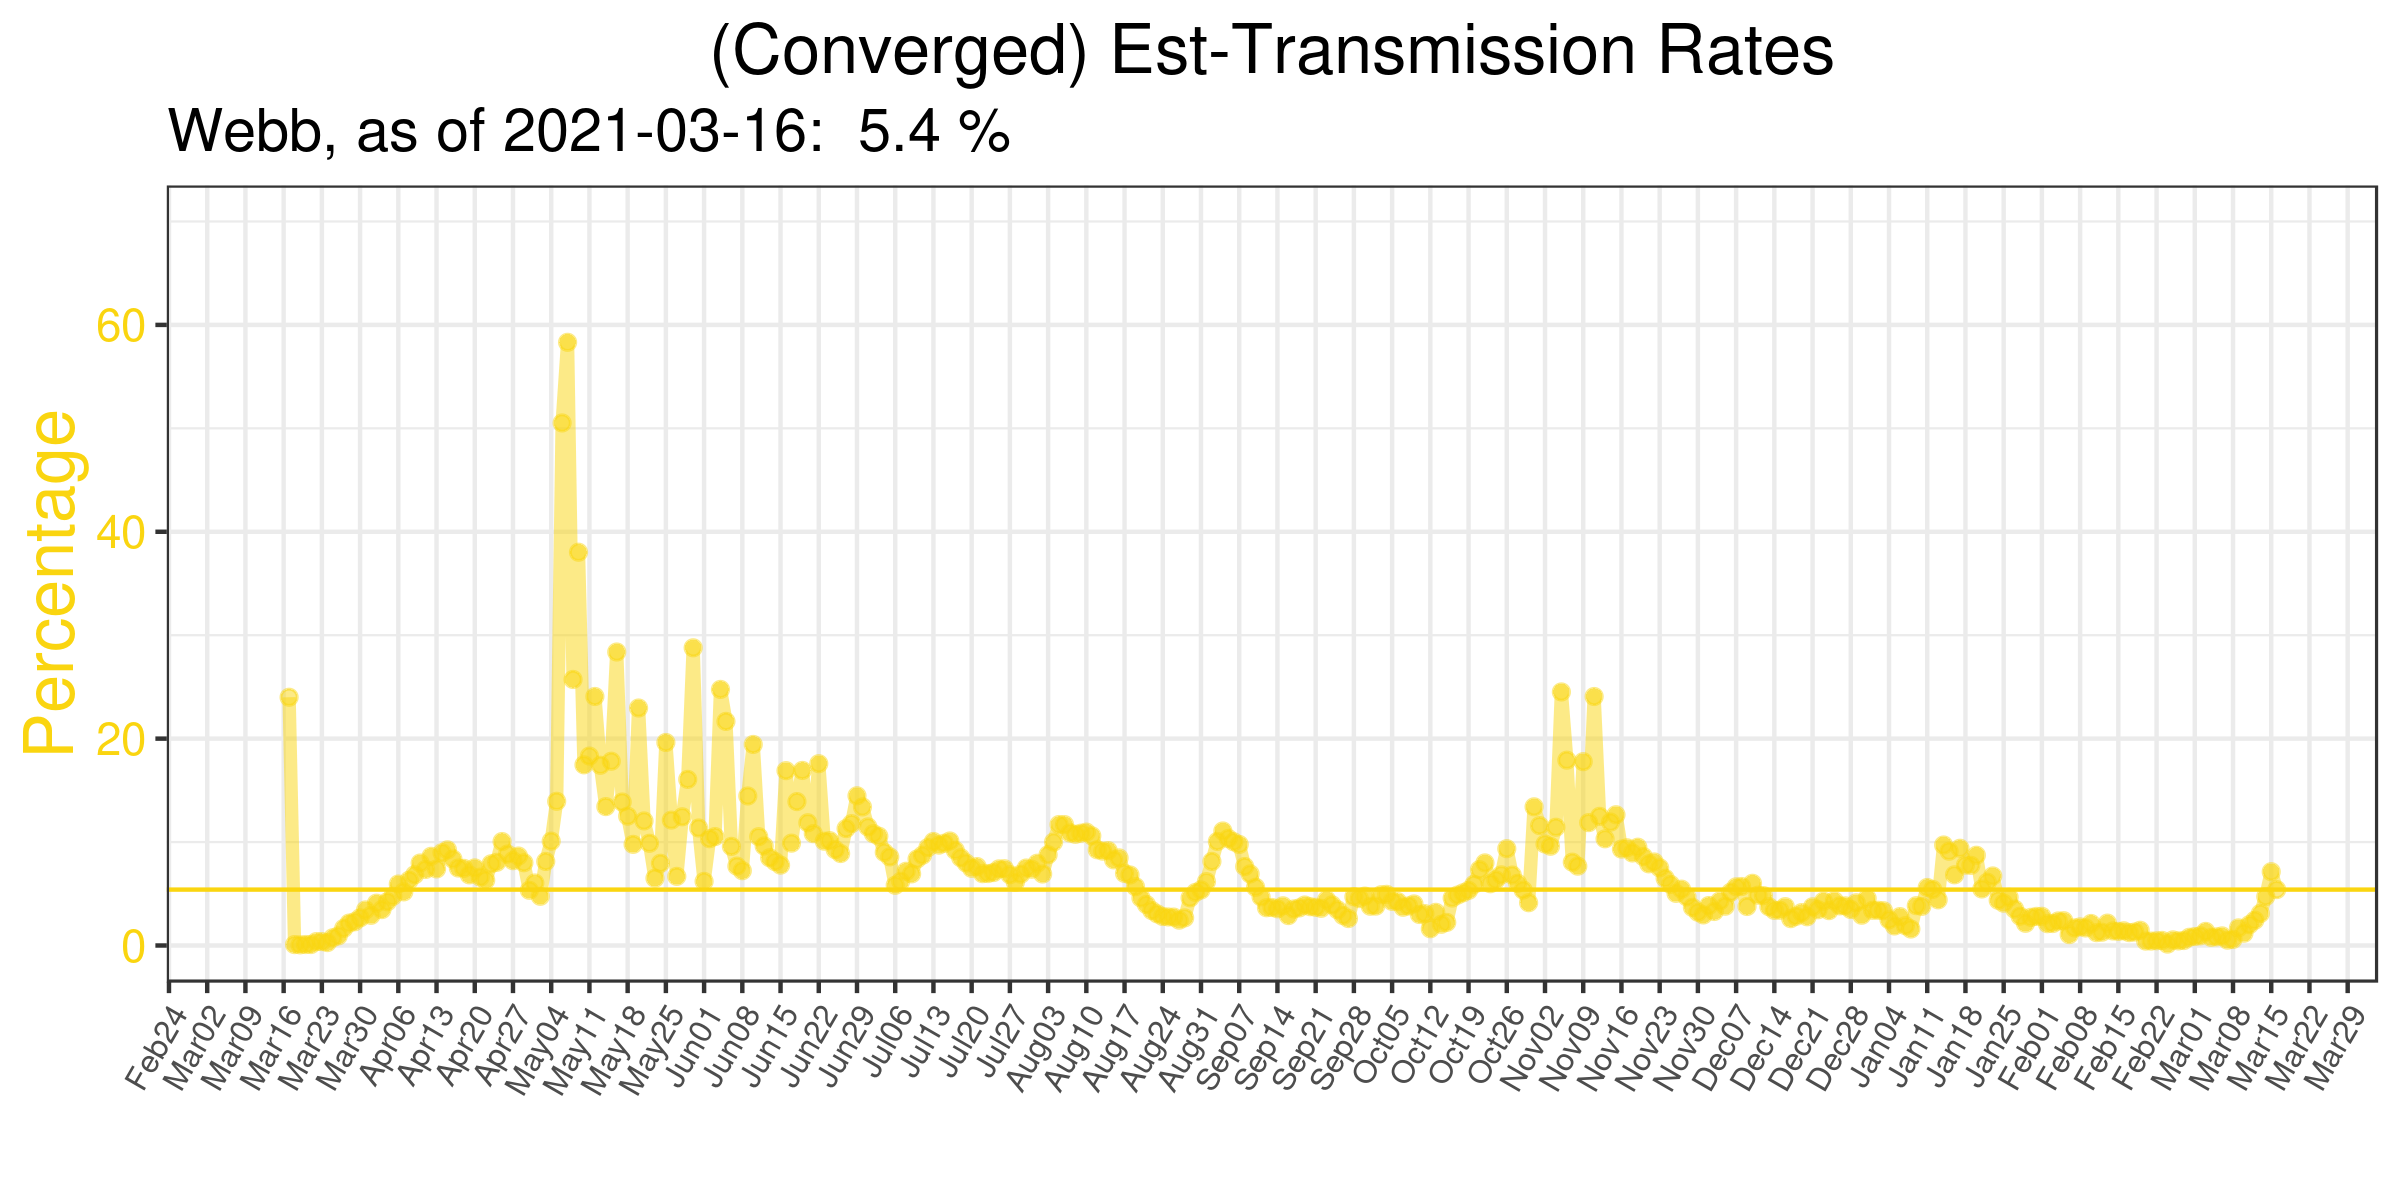 (Converged) Est-Transmission Rates
Webb, as of 2021-03-16:  5.4 %
Percentage
60
40
20
0
Feb24
Mar02
Mar09
Mar16
Mar23
Mar30
Apr06
Apr13
Apr20
Apr27
May04
May11
May18
May25
Jun01
Jun08
Jun15
Jun22
Jun29
Jul06
Jul13
Jul20
Jul27
Aug03
Aug10
Aug17
Aug24
Aug31
Sep07
Sep14
Sep21
Sep28
Oct05
Oct12
Oct19
Oct26
Nov02
Nov09
Nov16
Nov23
Nov30
Dec07
Dec14
Dec21
Dec28
Jan04
Jan11
Jan18
Jan25
Feb01
Feb08
Feb15
Feb22
Mar01
Mar08
Mar15
Mar22
Mar29